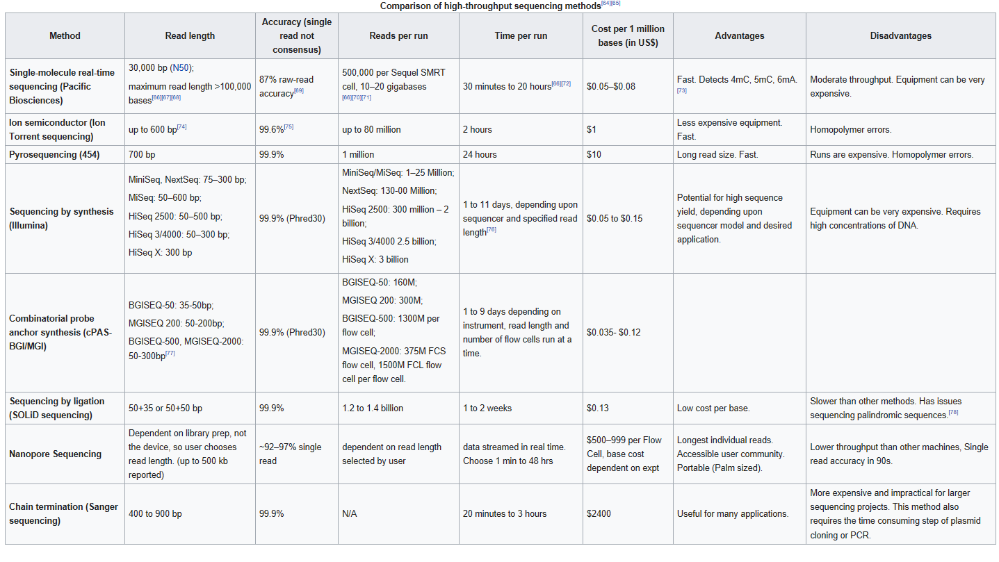 Comparison of high-throughput sequencing methods[64][65]
Method
Read length
Accuracy (single
read not
consensus)
Reads per run
Time per run
Cost per 1 million
bases (in US$)
Advantages
Disadvantages
Single-molecule real-time
sequencing (Pacific
Biosciences)
30,000 bp (N50);
maximum read length >100,000
bases[66][67][68]
87% raw-read
accuracy[69]
500,000 per Sequel SMRT
cell, 10–20 gigabases
[66][70][71]
30 minutes to 20 hours[66][72]
$0.05–$0.08
Fast. Detects 4mC, 5mC, 6mA.
[73]
Moderate throughput. Equipment can be very
expensive.
Ion semiconductor (Ion
Torrent sequencing)
up to 600 bp[74]
99.6%[75]
up to 80 million
2 hours
$1
Less expensive equipment.
Fast.
Homopolymer errors.
Pyrosequencing (454)
700 bp
99.9%
1 million
24 hours
$10
Long read size. Fast.
Runs are expensive. Homopolymer errors.
Sequencing by synthesis
(Illumina)
MiniSeq, NextSeq: 75–300 bp;
MiSeq: 50–600 bp;
HiSeq 2500: 50–500 bp;
HiSeq 3/4000: 50–300 bp;
HiSeq X: 300 bp
99.9% (Phred30)
MiniSeq/MiSeq: 1–25 Million;
NextSeq: 130-00 Million;
HiSeq 2500: 300 million – 2
billion;
HiSeq 3/4000 2.5 billion;
HiSeq X: 3 billion
1 to 11 days, depending upon
sequencer and specified read
length[76]
$0.05 to $0.15
Potential for high sequence
yield, depending upon
sequencer model and desired
application.
Equipment can be very expensive. Requires
high concentrations of DNA.
Combinatorial probe
anchor synthesis (cPAS-
BGI/MGI)
BGISEQ-50: 35-50bp;
MGISEQ 200: 50-200bp;
BGISEQ-500, MGISEQ-2000:
50-300bp[77]
99.9% (Phred30)
BGISEQ-50: 160M;
MGISEQ 200: 300M;
BGISEQ-500: 1300M per
flow cell;
MGISEQ-2000: 375M FCS
flow cell, 1500M FCL flow
cell per flow cell.
1 to 9 days depending on
instrument, read length and
number of flow cells run at a
time.
$0.035- $0.12
Sequencing by ligation
(SOLiD sequencing)
50+35 or 50+50 bp
99.9%
1.2 to 1.4 billion
1 to 2 weeks
$0.13
Low cost per base.
Slower than other methods. Has issues
sequencing palindromic sequences.[78]
Nanopore Sequencing
Dependent on library prep, not
the device, so user chooses
read length. (up to 500 kb
reported)
~92–97% single
read
dependent on read length
selected by user
data streamed in real time.
Choose 1 min to 48 hrs
$500–999 per Flow
Cell, base cost
dependent on expt
Longest individual reads.
Accessible user community.
Portable (Palm sized).
Lower throughput than other machines, Single
read accuracy in 90s.
Chain termination (Sanger
sequencing)
400 to 900 bp
99.9%
N/A
20 minutes to 3 hours
$2400
Useful for many applications.
More expensive and impractical for larger
sequencing projects. This method also
requires the time consuming step of plasmid
cloning or PCR.